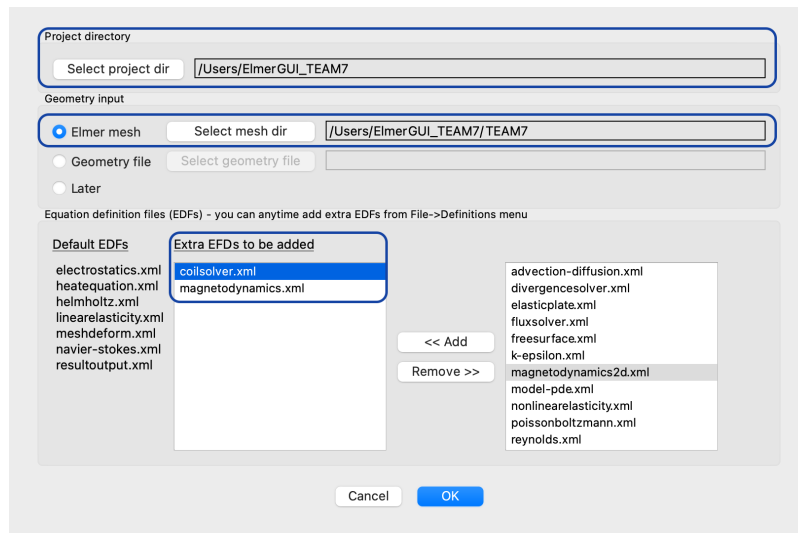 Project directory
Select project dir /Users/ElmerGUI_TEAM7
Geometry input
Elmer mesh Select mesh dir /Users/ElmerGUI_TEAM7/TEAM7
Geometry file Select geometry file
Later
Equation definition files (EDFs) - you can anytime add extra EDFs from File->Definitions menu
Default EDFs
electrostatics.xml
heatequation.xml
helmholtz.xml
linearelasticity.xml
meshdeform.xml
navier-stokes.xml
resultoutput.xml
Extra EFDs to be added
coilsolver.xml
magnetodynamics.xml
<< Add
Remove >>
advection-diffusion.xml
divergencesolver.xml
elasticplate.xml
fluxsolver.xml
freesurface.xml
k-epsilon.xml
magnetodynamics2d.xml
model-pde.xml
nonlinearelasticity.xml
poissonboltzmann.xml
reynolds.xml
Cancel OK